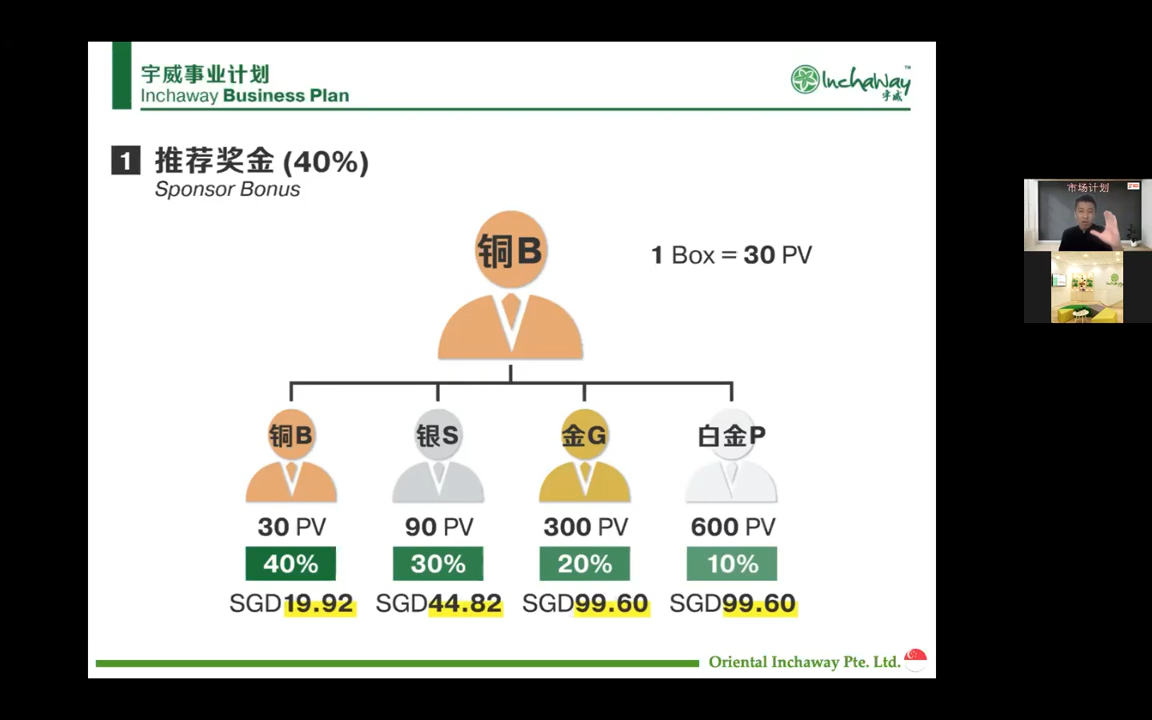 宇威事业计划
Inchaway Business Plan
Inchaway™
宇威
1 推荐奖金 (40%)
Sponsor Bonus
铜B
1 Box = 30 PV
铜B 银S 金G 白金P
30 PV 90 PV 300 PV 600 PV
40% 30% 20% 10%
SGD19.92 SGD44.82 SGD99.60 SGD99.60
Oriental Inchaway Pte. Ltd.
市场计划